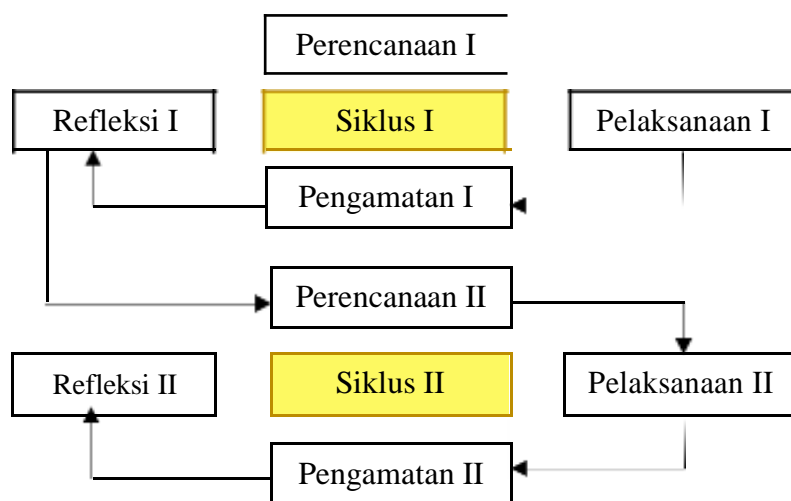 Perencanaan I
Refleksi I
Siklus I
Pelaksanaan I
Pengamatan I
Perencanaan II
Refleksi II
Siklus II
Pelaksanaan II
Pengamatan II